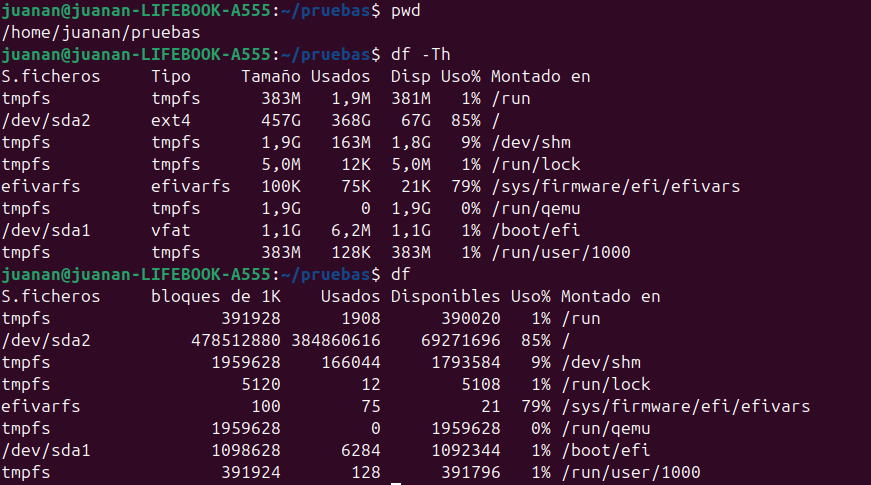 juanan@juanan-LIFEBOOK-A555:~/pruebas$ pwd
/home/juanan/pruebas
juanan@juanan-LIFEBOOK-A555:~/pruebas$ df -Th
S.ficheros     Tipo     Tamaño Usados  Disp Uso% Montado en
tmpfs          tmpfs      383M   1,9M  381M   1% /run
/dev/sda2      ext4       457G   368G   67G  85% /
tmpfs          tmpfs      1,9G   163M  1,8G   9% /dev/shm
tmpfs          tmpfs      5,0M    12K  5,0M   1% /run/lock
efivarfs       efivarfs   100K    75K   21K  79% /sys/firmware/efi/efivars
tmpfs          tmpfs      1,9G      0  1,9G   0% /run/qemu
/dev/sda1      vfat       1,1G   6,2M  1,1G   1% /boot/efi
tmpfs          tmpfs      383M   128K  383M   1% /run/user/1000
juanan@juanan-LIFEBOOK-A555:~/pruebas$ df
S.ficheros     bloques de 1K    Usados Disponibles Uso% Montado en
tmpfs                 391928      1908      390020   1% /run
/dev/sda2          478512880 384860616    69271696  85% /
tmpfs                1959628    166044     1793584   9% /dev/shm
tmpfs                   5120        12        5108   1% /run/lock
efivarfs                 100        75          21  79% /sys/firmware/efi/efivars
tmpfs                1959628         0     1959628   0% /run/qemu
/dev/sda1            1098628      6284     1092344   1% /boot/efi
tmpfs                 391924       128      391796   1% /run/user/1000